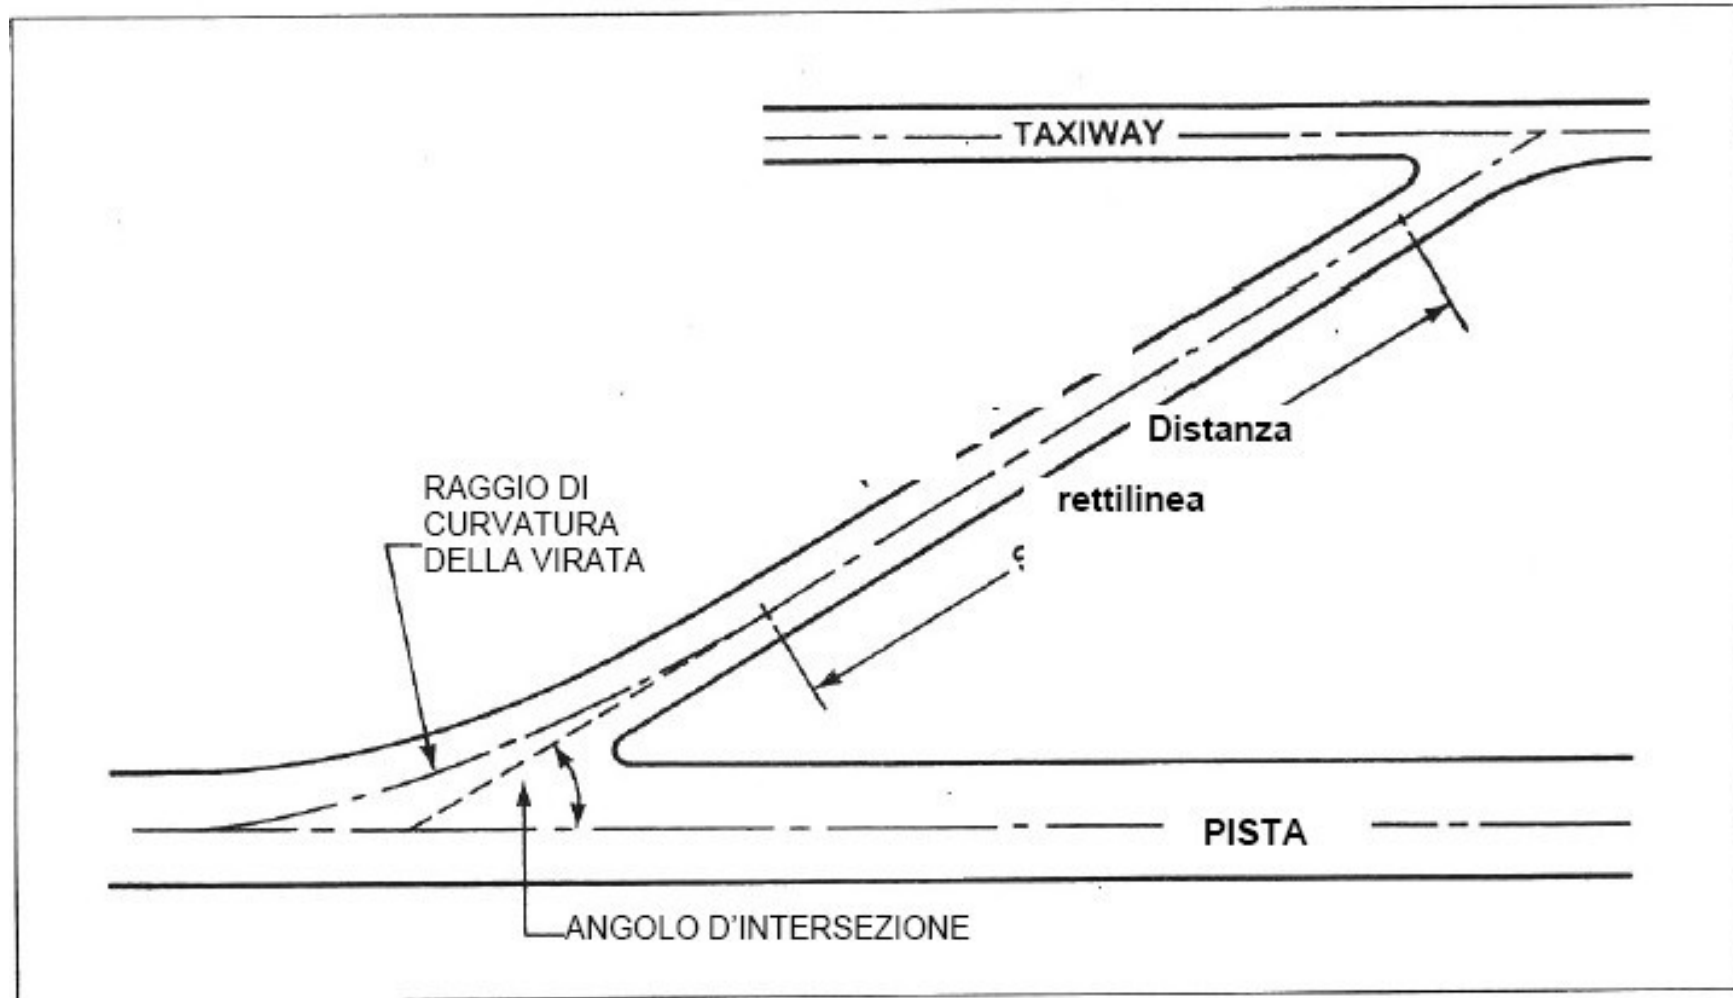 TAXIWAY
Distanza
rettilinea
RAGGIO DI
CURVATURA
DELLA VIRATA
PISTA
ANGOLO D'INTERSEZIONE